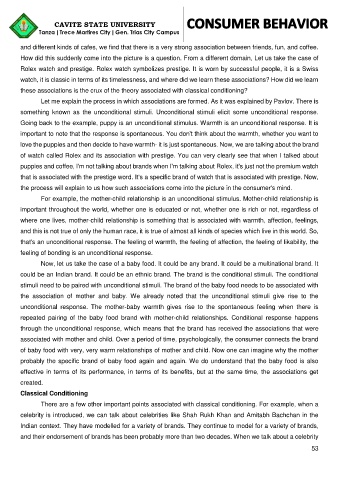 CAVITE STATE UNIVERSITY
CONSUMER BEHAVIOR
Tanza | Trece Martires City | Gen. Trias City Campus
and different kinds of cafes, we find that there is a very strong association between friends, fun, and coffee.
How did this suddenly come into the picture is a question. From a different domain, Let us take the case of
Rolex watch and prestige. Rolex watch symbolizes prestige. It is worn by successful people, it is a Swiss
watch, it is classic in terms of its timelessness, and where did we learn these associations? How did we learn
these associations is the crux of the theory associated with classical conditioning?
Let me explain the process in which associations are formed. As it was explained by Pavlov. There is
something known as the unconditional stimuli. Unconditional stimuli elicit some unconditional response.
Going back to the example, puppy is an unconditional stimulus. Warmth is an unconditional response. It is
important to note that the response is spontaneous. You don't think about the warmth, whether you want to
love the puppies and then decide to have warmth- it is just spontaneous. Now, we are talking about the brand
of watch called Rolex and its association with prestige. You can very clearly see that when I talked about
puppies and coffee. I'm not talking about brands when I'm talking about Rolex. it's just not the premium watch
that is associated with the prestige word. It's a specific brand of watch that is associated with prestige. Now,
the process will explain to us how such associations come into the picture in the consumer's mind.
For example, the mother-child relationship is an unconditional stimulus. Mother-child relationship is
important throughout the world, whether one is educated or not, whether one is rich or not, regardless of
where one lives, mother-child relationship is something that is associated with warmth, affection, feelings,
and this is not true of only the human race, it is true of almost all kinds of species which live in this world. So,
that's an unconditional response. The feeling of warmth, the feeling of affection, the feeling of likability, the
feeling of bonding is an unconditional response.
Now, let us take the case of a baby food. It could be any brand. It could be a multinational brand. It
could be an Indian brand. It could be an ethnic brand. The brand is the conditional stimuli. The conditional
stimuli need to be paired with unconditional stimuli. The brand of the baby food needs to be associated with
the association of mother and baby. We already noted that the unconditional stimuli give rise to the
unconditional response. The mother-baby warmth gives rise to the spontaneous feeling when there is
repeated pairing of the baby food brand with mother-child relationships. Conditional response happens
through the unconditional response, which means that the brand has received the associations that were
associated with mother and child. Over a period of time, psychologically, the consumer connects the brand
of baby food with very, very warm relationships of mother and child. Now one can imagine why the mother
probably the specific brand of baby food again and again. We do understand that the baby food is also
effective in terms of its performance, in terms of its benefits, but at the same time, the associations get
created.
Classical Conditioning
There are a few other important points associated with classical conditioning. For example, when a
celebrity is introduced, we can talk about celebrities like Shah Rukh Khan and Amitabh Bachchan in the
Indian context. They have modelled for a variety of brands. They continue to model for a variety of brands,
and their endorsement of brands has been probably more than two decades. When we talk about a celebrity
53